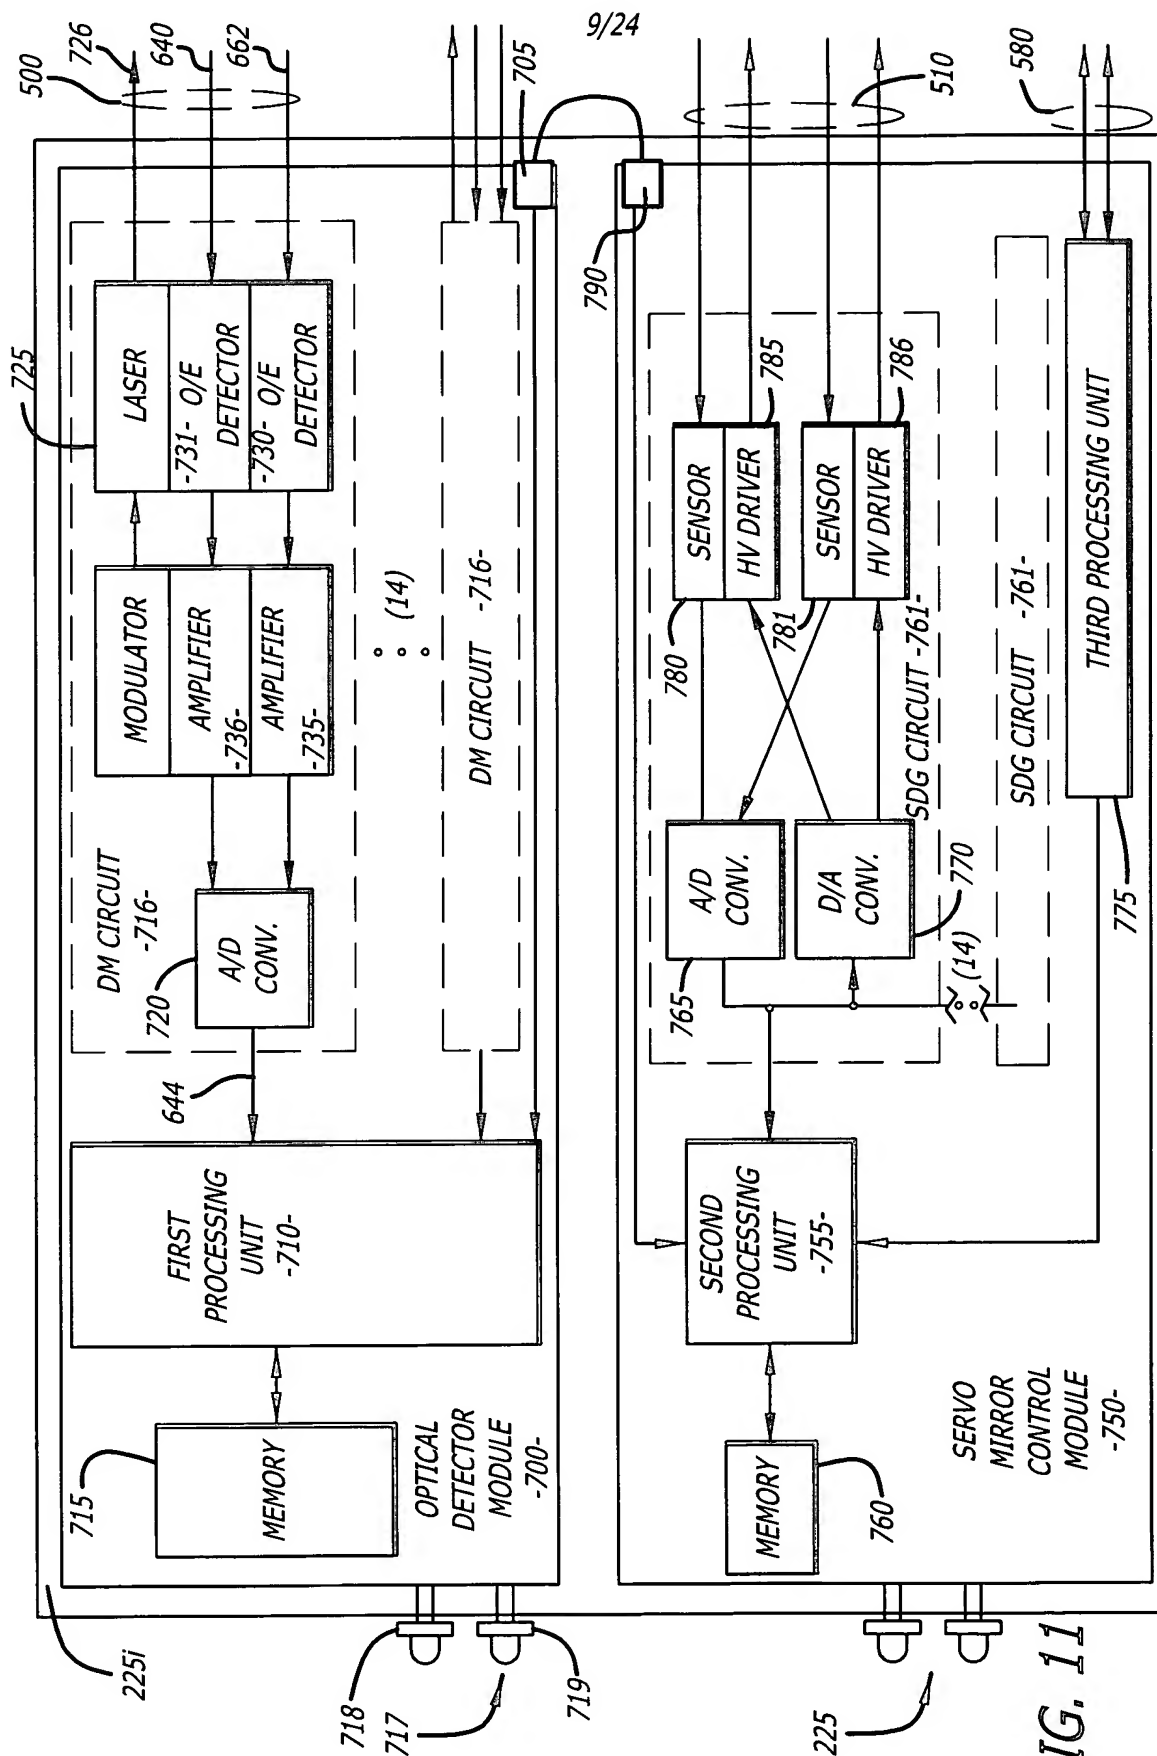 9/24
500
726
640
662
705
725
LASER
-731- O/E
DETECTOR
-730- O/E
DETECTOR
MODULATOR
AMPLIFIER
-736-
AMPLIFIER
-735-
(14)
DM CIRCUIT
-716-
DM CIRCUIT -716-
720
A/D
CONV.
644
FIRST
PROCESSING
UNIT
-710-
715
MEMORY
OPTICAL
DETECTOR
MODULE
-700-
225i
718
717
719
510
580
790
785
786
SENSOR
HV DRIVER
SENSOR
HV DRIVER
780
781
SDG CIRCUIT -761-
SDG CIRCUIT -761-
THIRD PROCESSING UNIT
775
A/D
CONV.
D/A
CONV.
765
770
(14)
SECOND
PROCESSING
UNIT
-755-
MEMORY
760
SERVO
MIRROR
CONTROL
MODULE
-750-
225
IG. 11